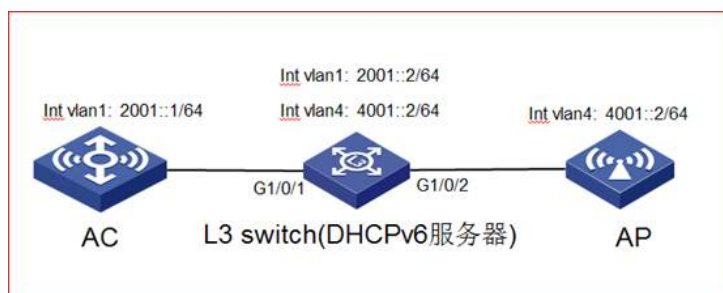 Int vlan1: 2001::2/64
Int vlan1: 2001::1/64
Int vlan4: 4001::2/64
Int vlan4: 4001::2/64
G1/0/1
G1/0/2
AC
L3 switch(DHCPv6服务器)
AP